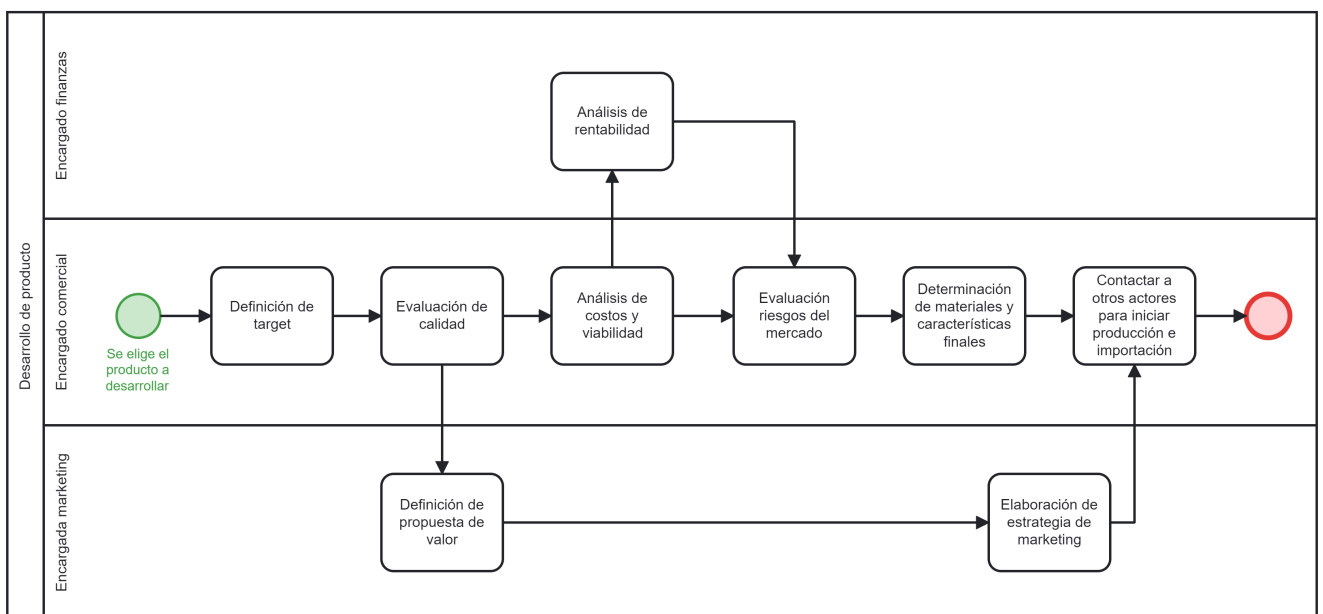 Desarrollo de producto
Encargado finanzas
Análisis de
rentabilidad
Encargado comercial
Se elige el
producto a
desarrollar
Definición de
target
Evaluación de
calidad
Análisis de
costos y
viabilidad
Evaluación
riesgos del
mercado
Determinación
de materiales y
características
finales
Contactar a
otros actores
para iniciar
producción e
importación
Encargada marketing
Definición de
propuesta de
valor
Elaboración de
estrategia de
marketing